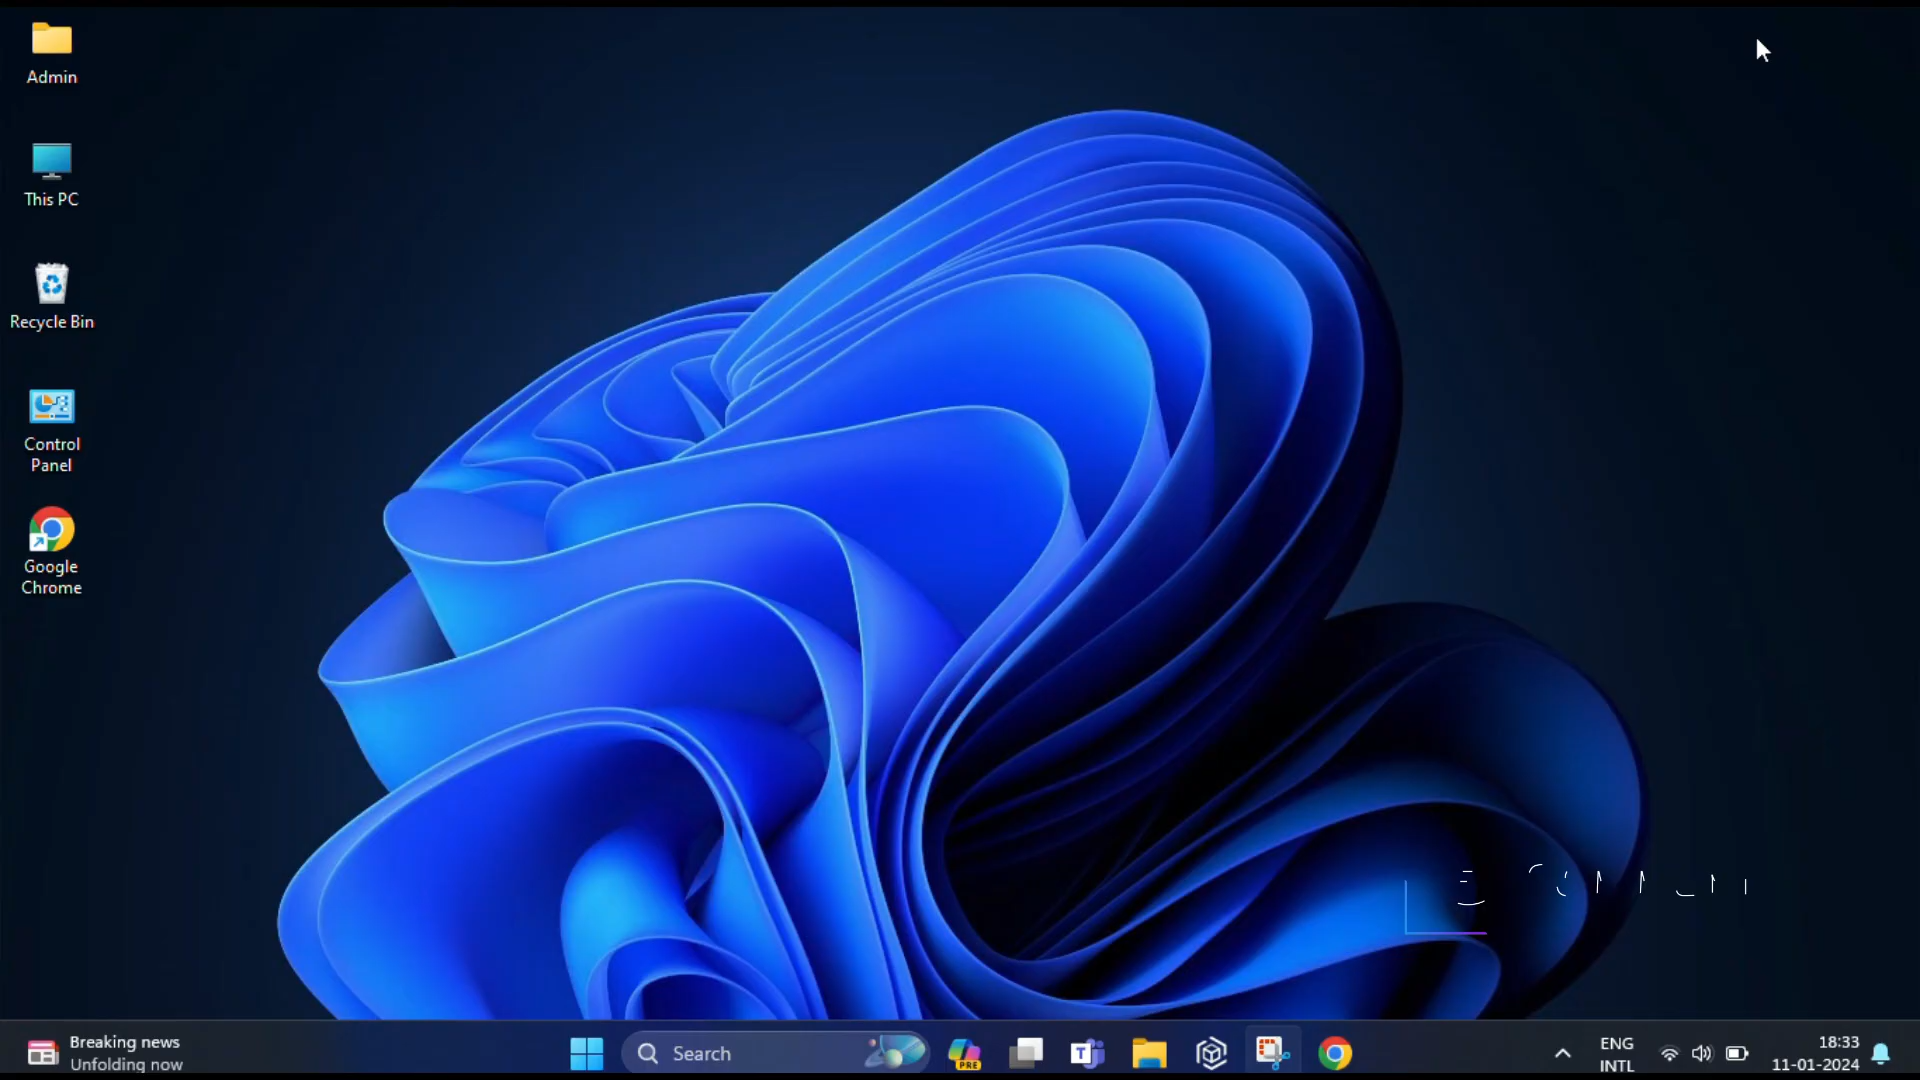 Admin
This PC
Recycle Bin
Control
Panel
Google
Chrome
Breaking news
Unfolding now
Search
PRE
T
ENG
INTL
18:33
11-01-2024